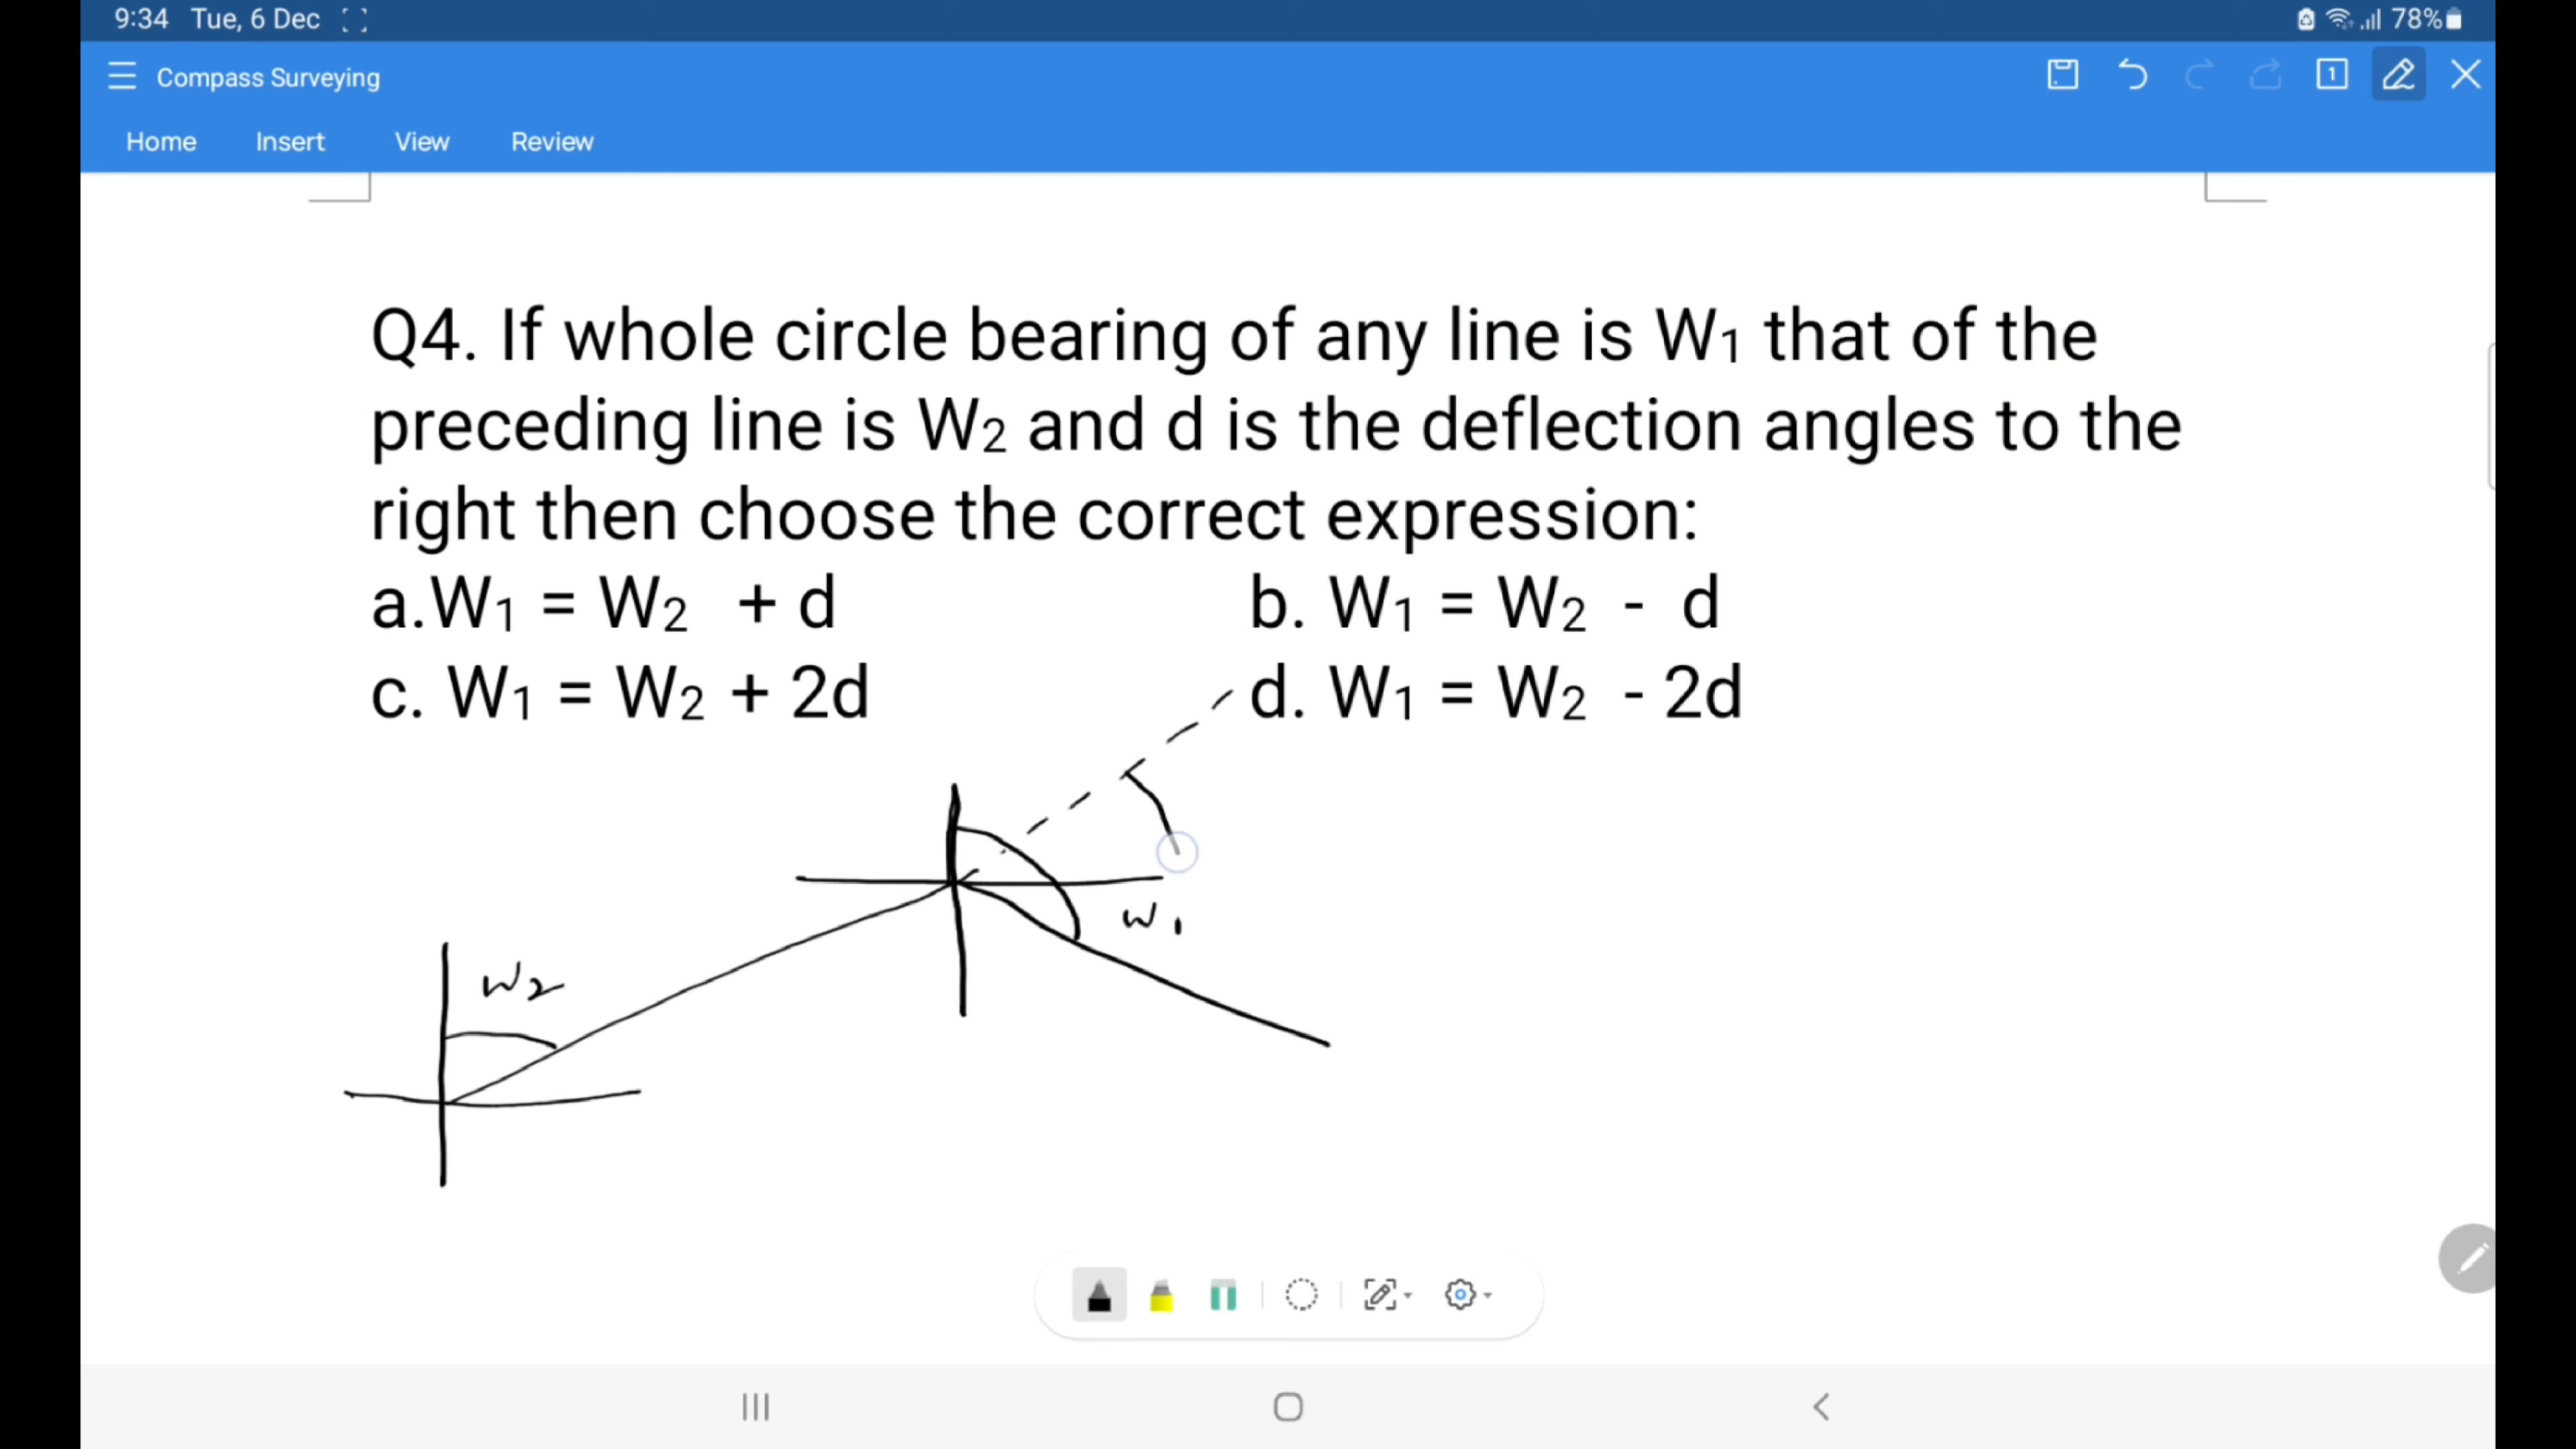 9:34 Tue, 6 Dec 78%
Compass Surveying
1
Home Insert View Review
Q4. If whole circle bearing of any line is W1 that of the
preceding line is W2 and d is the deflection angles to the
right then choose the correct expression:
a.W1 = W2 + d b. W1 = W2 - d
c. W1 = W2 + 2d d. W1 = W2 - 2d
W1
W2